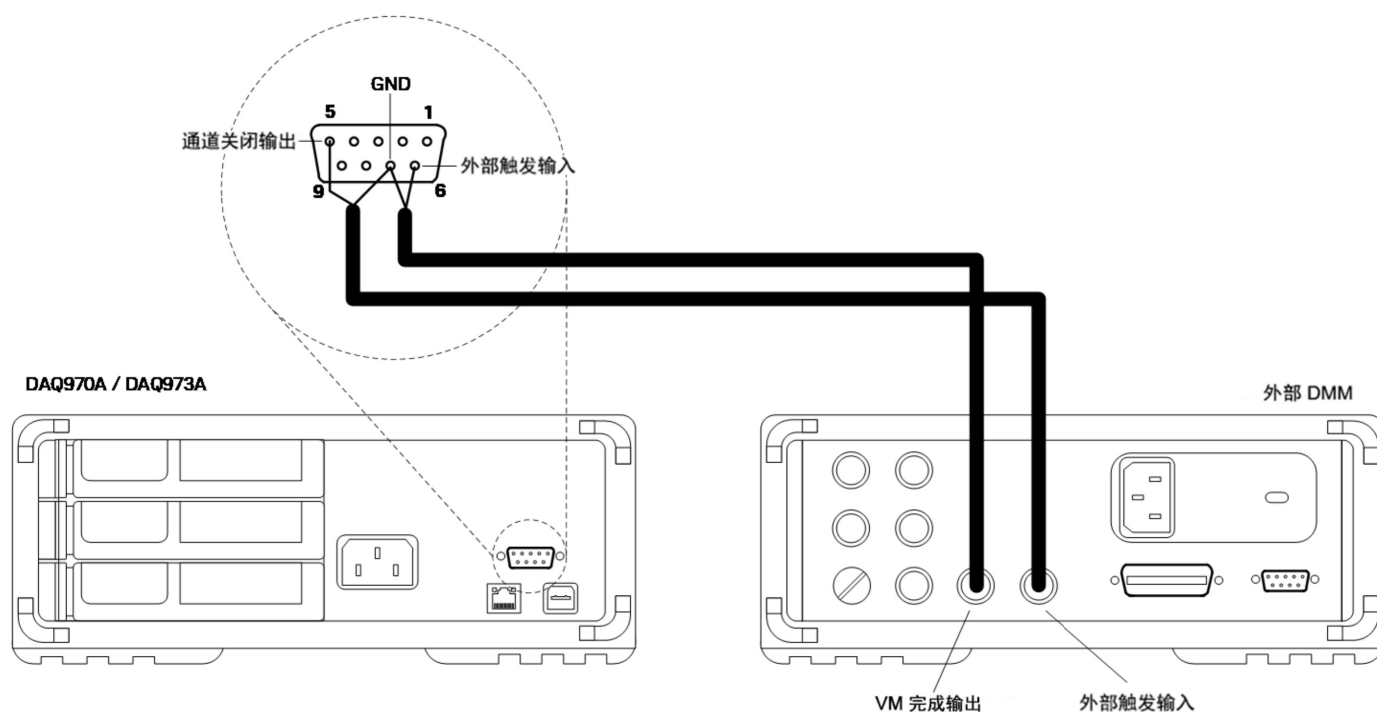 GND
5
1
通道关闭输出
外部触发输入
9
6
DAQ970A / DAQ973A
外部 DMM
VM 完成输出
外部触发输入